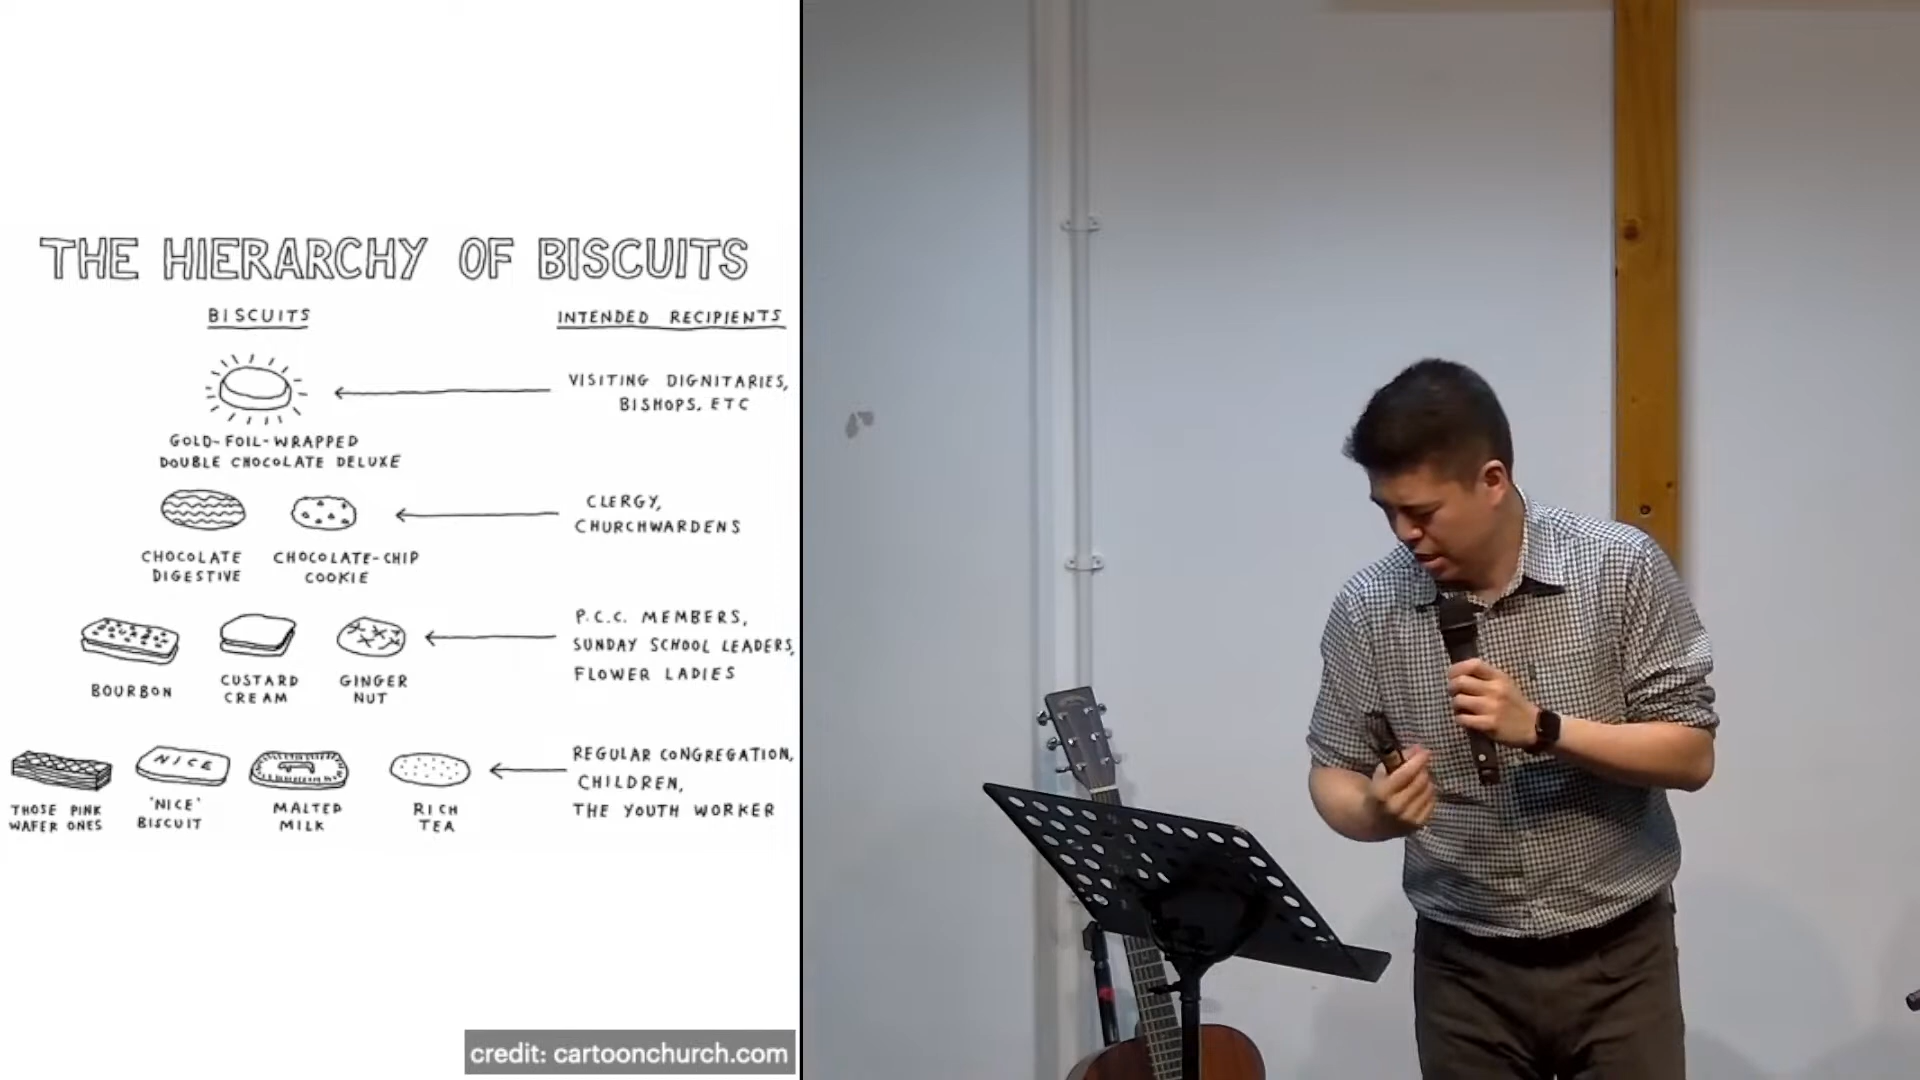 THE HIERARCHY OF BISCUITS
BISCUITS
INTENDED RECIPIENTS
VISITING DIGNITARIES,
BISHOPS, ETC
GOLD-FOIL-WRAPPED
DOUBLE CHOCOLATE DELUXE
CLERGY,
CHURCHWARDENS
CHOCOLATE
DIGESTIVE
CHOCOLATE-CHIP
COOKIE
P.C.C. MEMBERS,
SUNDAY SCHOOL LEADERS,
FLOWER LADIES
BOURBON
CUSTARD
CREAM
GINGER
NUT
NICE
REGULAR CONGREGATION,
CHILDREN,
THE YOUTH WORKER
THOSE PINK
WAFER ONES
'NICE'
BISCUIT
MALTED
MILK
RICH
TEA
credit: cartoonchurch.com